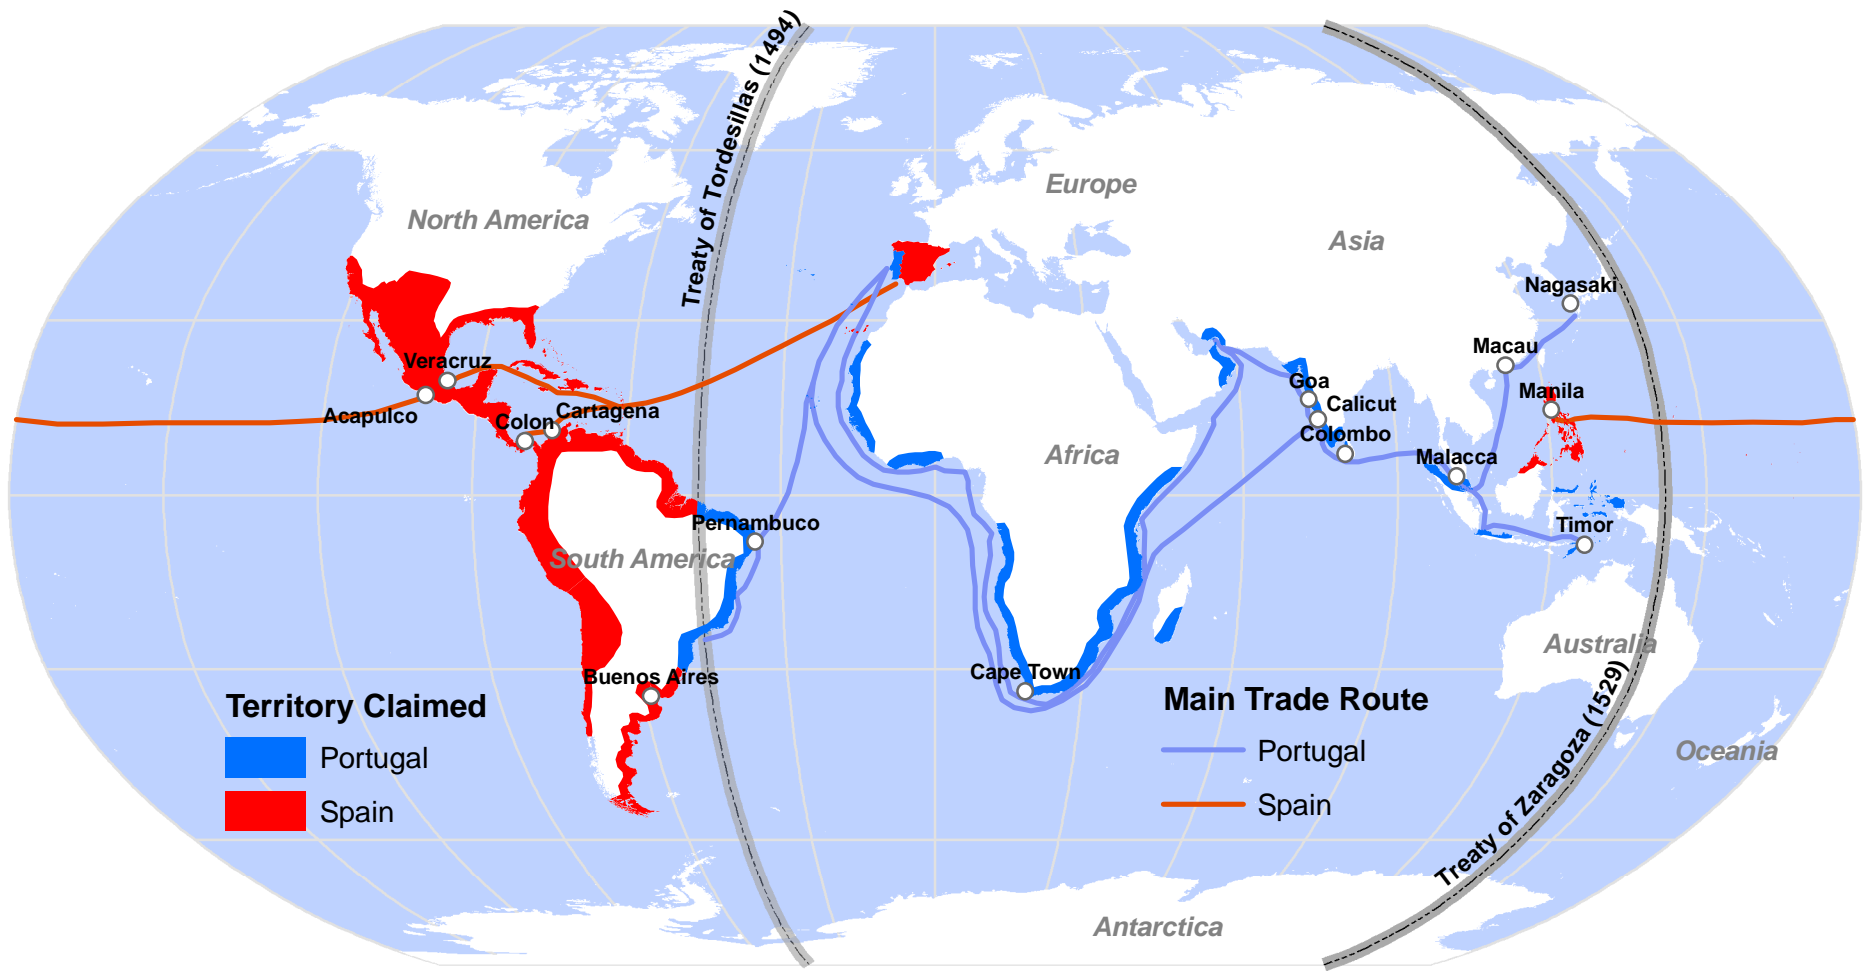 Treaty of Tordesillas (1494)
Europe
North America
Asia
Nagasaki
Macau
Veracruz
Goa
Manila
Acapulco
Cartagena
Calicut
Colon
Colombo
Africa
Malacca
Pernambuco
Timor
South America
Australia
Cape Town
Buenos Aires
Territory Claimed
Portugal
Spain
Main Trade Route
Portugal
Spain
Treaty of Zaragoza (1529)
Oceania
Antarctica